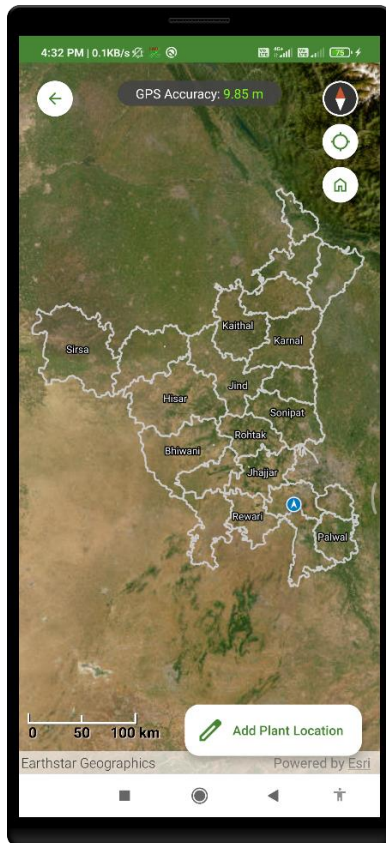 4:32 PM | 0.1KB/s
75
GPS Accuracy: 9.85 m
Kaithal
Karnal
Sirsa
Jind
Hisar
Sonipat
Rohtak
Bhiwani
Jhajjar
Rewari
Palwal
0 50 100 km
Add Plant Location
Earthstar Geographics Powered by Esri